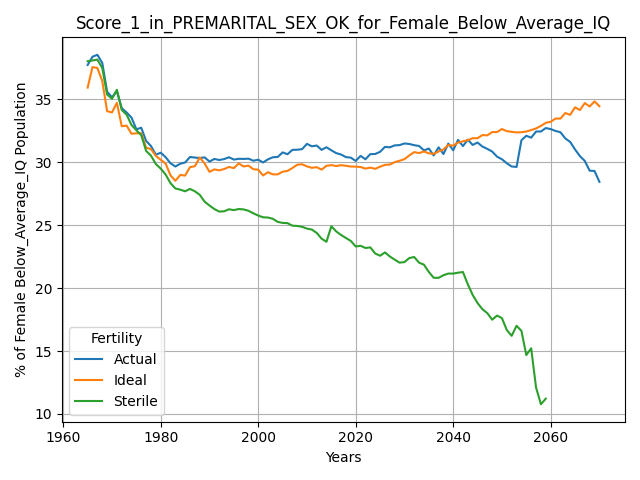 Score_1_in_PREMARITAL_SEX_OK_for_Female_Below_Average_IQ
% of Female Below_Average_IQ Population
35
30
25
20
15
10
Fertility
Actual
Ideal
Sterile
1960 1980 2000 2020 2040 2060
Years